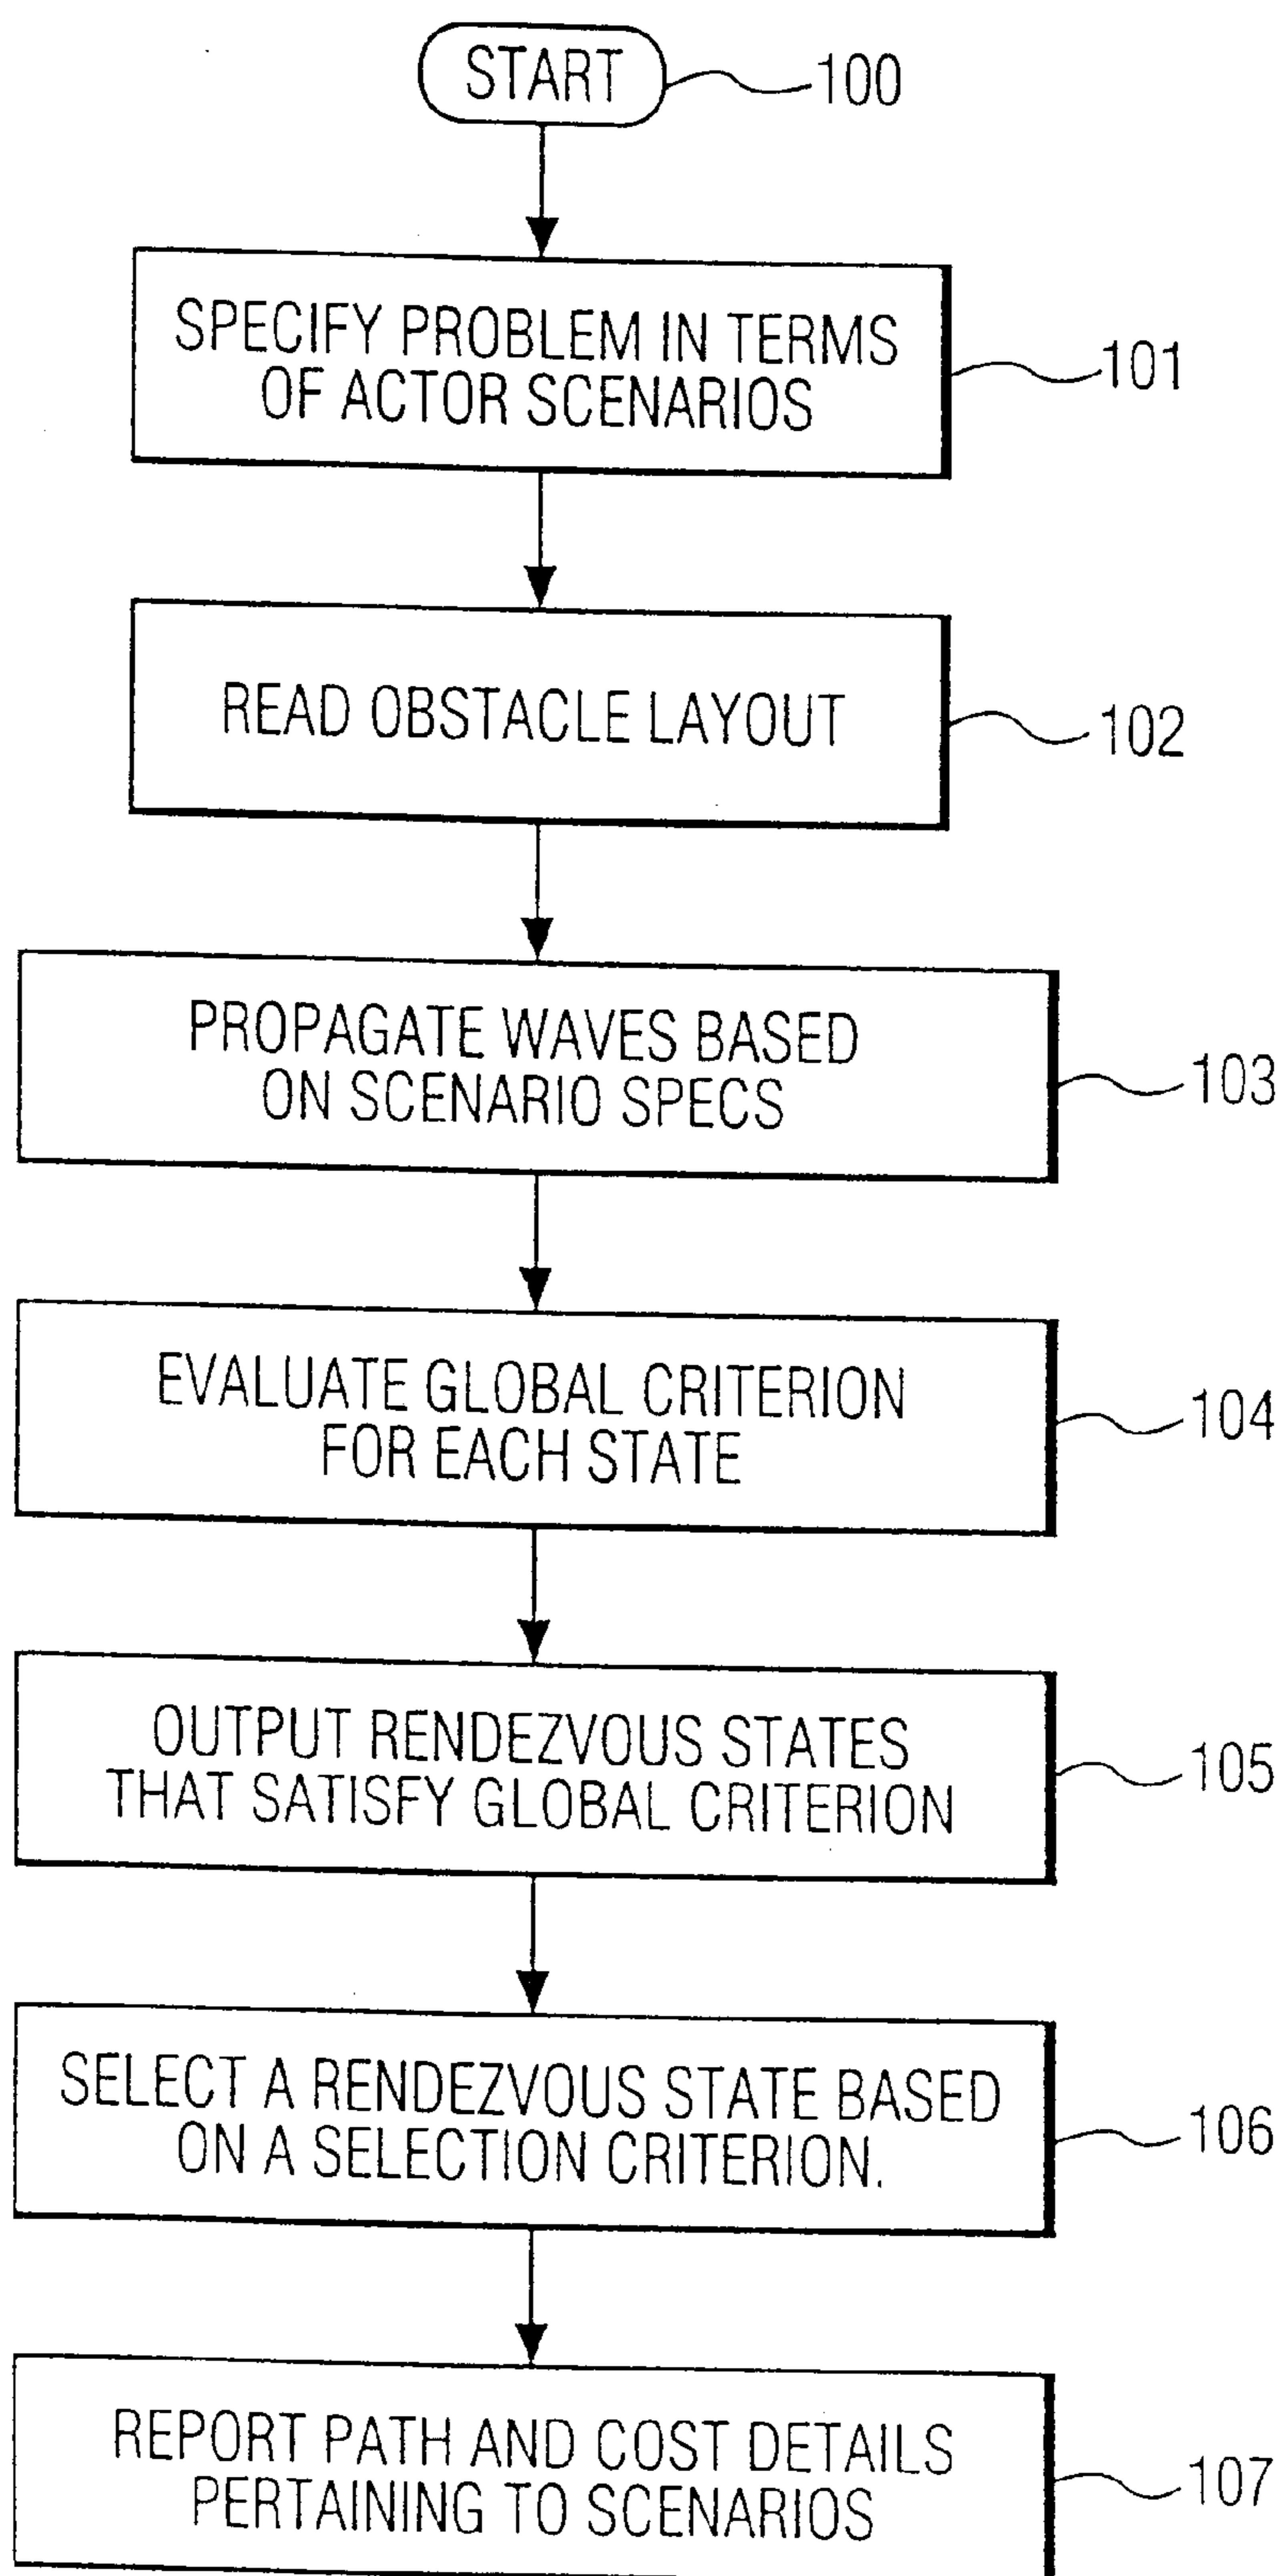 START
100
SPECIFY PROBLEM IN TERMS
OF ACTOR SCENARIOS
101
READ OBSTACLE LAYOUT
102
PROPAGATE WAVES BASED
ON SCENARIO SPECS
103
EVALUATE GLOBAL CRITERION
FOR EACH STATE
104
OUTPUT RENDEZVOUS STATES
THAT SATISFY GLOBAL CRITERION
105
SELECT A RENDEZVOUS STATE BASED
ON A SELECTION CRITERION.
106
REPORT PATH AND COST DETAILS
PERTAINING TO SCENARIOS
107